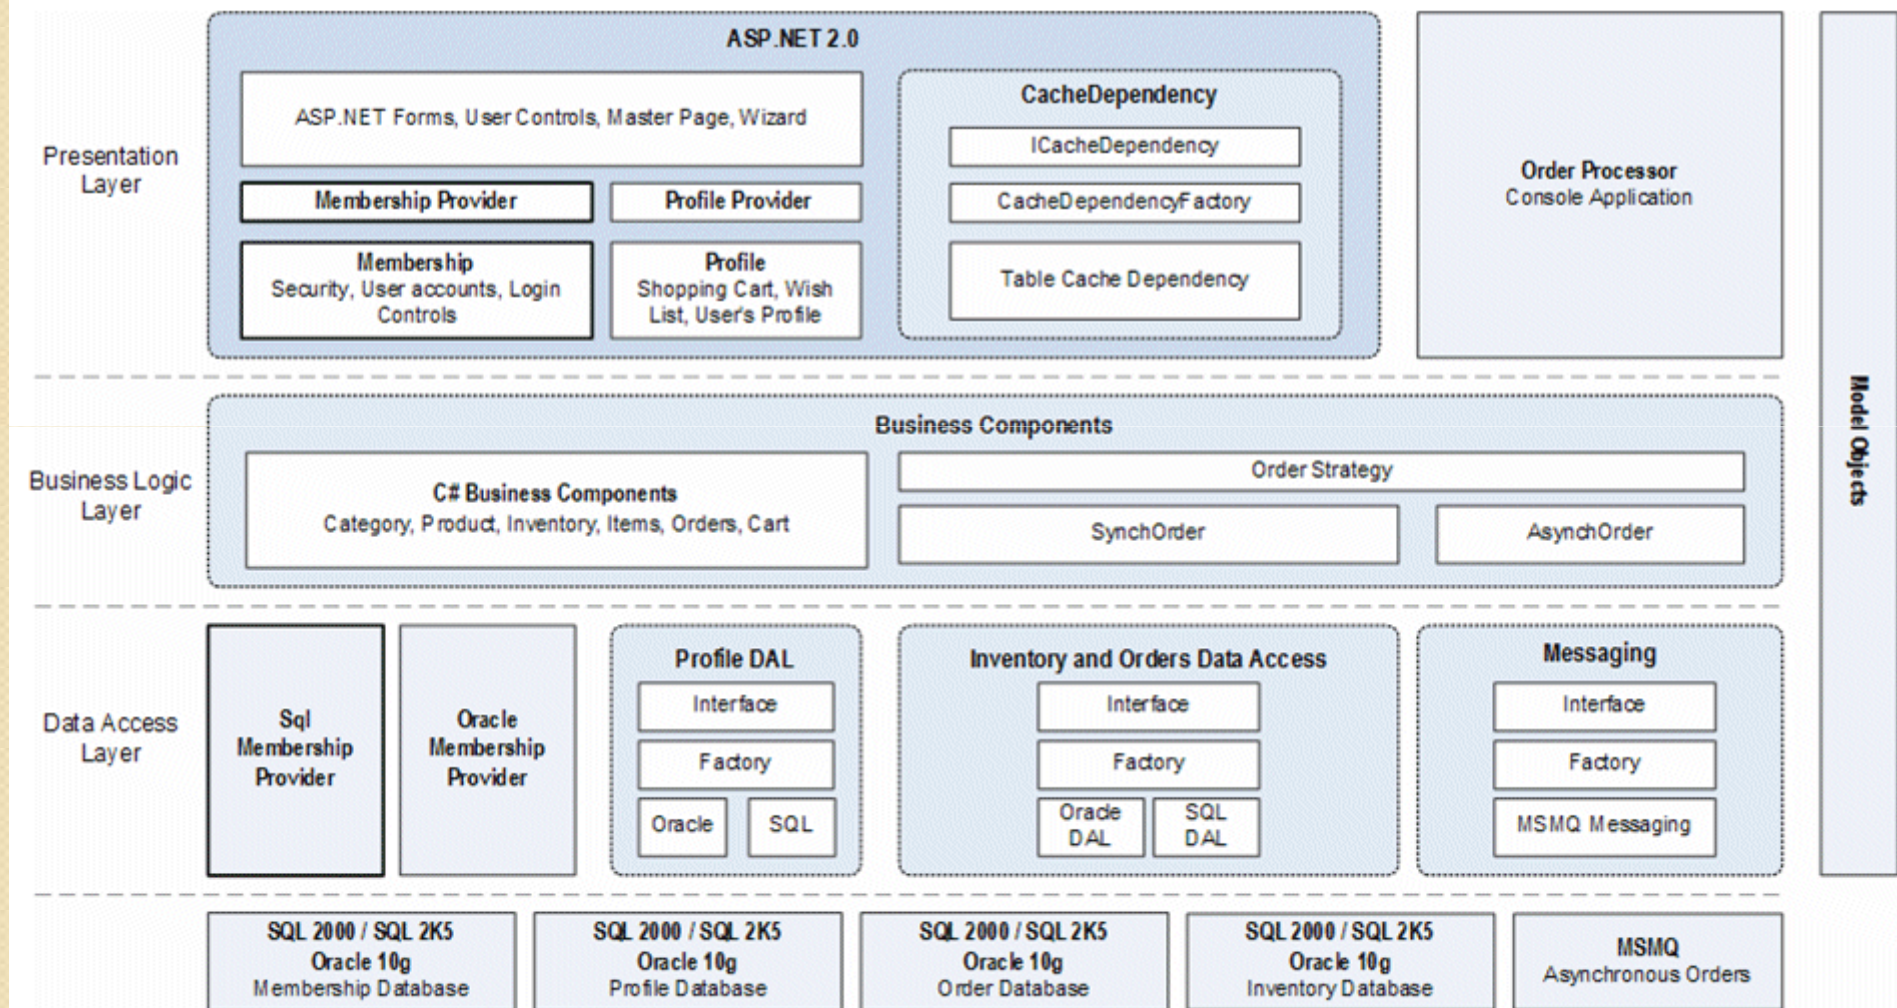 ASP.NET 2.0
ASP.NET Forms, User Controls, Master Page, Wizard
Membership Provider
Profile Provider
Membership
Security, User accounts, Login
Controls
Profile
Shopping Cart, Wish
List, User's Profile
CacheDependency
ICacheDependency
CacheDependencyFactory
Table Cache Dependency
Order Processor
Console Application
Presentation
Layer
Model Objects
Business Logic
Layer
Business Components
C# Business Components
Category, Product, Inventory, Items, Orders, Cart
Order Strategy
SynchOrder
AsynchOrder
Data Access
Layer
Sql
Membership
Provider
Oracle
Membership
Provider
Profile DAL
Interface
Factory
Oracle
SQL
Inventory and Orders Data Access
Interface
Factory
Oracle
DAL
SQL
DAL
Messaging
Interface
Factory
MSMQ Messaging
SQL 2000 / SQL 2K5
Oracle 10g
Membership Database
SQL 2000 / SQL 2K5
Oracle 10g
Profile Database
SQL 2000 / SQL 2K5
Oracle 10g
Order Database
SQL 2000 / SQL 2K5
Oracle 10g
Inventory Database
MSMQ
Asynchronous Orders